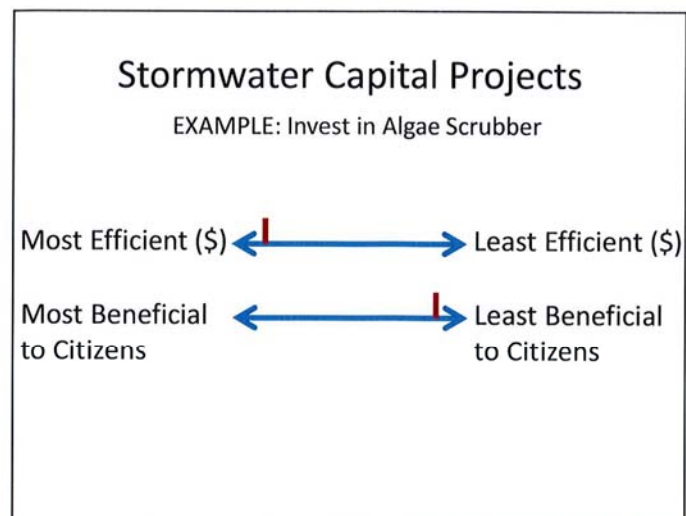 Stormwater Capital Projects
EXAMPLE: Invest in Algae Scrubber
Most Efficient ($)
Least Efficient ($)
Most Beneficial
to Citizens
Least Beneficial
to Citizens